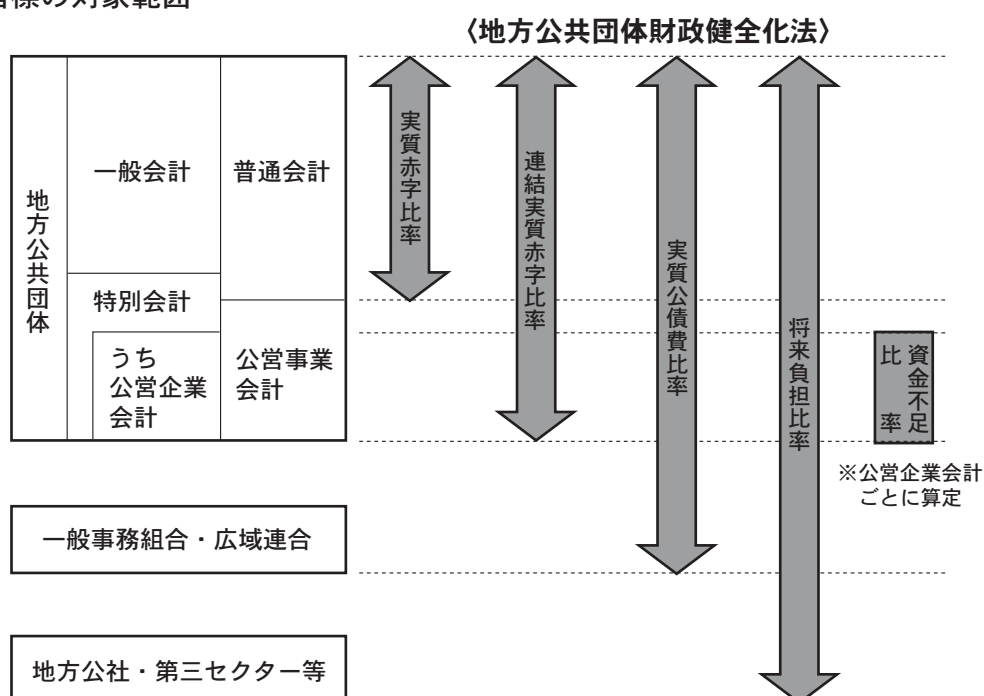 指標の対象範囲
〈地方公共団体財政健全化法〉
地方公共団体
一般会計
普通会計
特別会計
うち
公営企業
会計
公営事業
会計
実質赤字比率
連結実質赤字比率
実質公債費比率
将来負担比率
資金不足
比率
※公営企業会計
ごとに算定
一般事務組合・広域連合
地方公社・第三セクター等